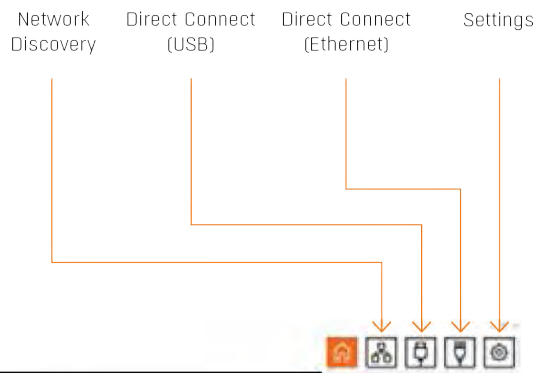 Network
Discovery
Direct Connect
(USB)
Direct Connect
(Ethernet)
Settings